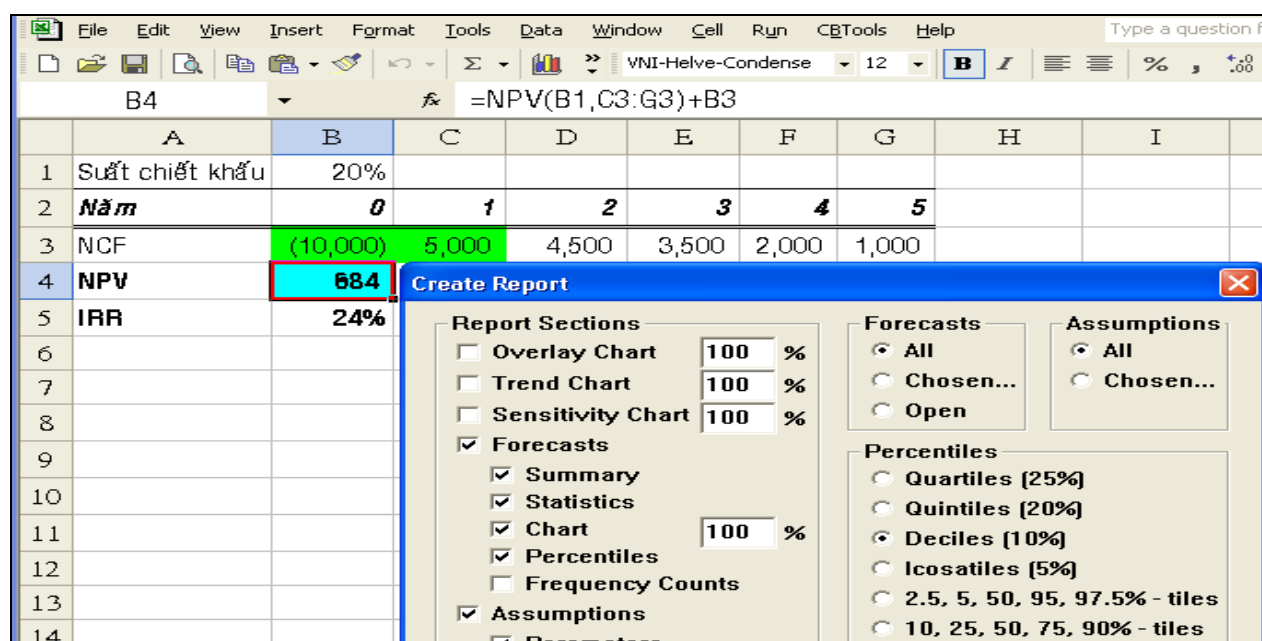 File Edit View Insert Format Tools Data Window Cell Run CBTools Help Type a question f
VNI-Helve-Condense 12 B I % ,
B4 fx =NPV(B1,C3:G3)+B3
A B C D E F G H I
1 Suất chiết khấu 20%
2 Năm 0 1 2 3 4 5
3 NCF (10,000) 5,000 4,500 3,500 2,000 1,000
4 NPV 684
5 IRR 24%
6
7
8
9
10
11
12
13
14
Create Report
Report Sections
Overlay Chart 100 %
Trend Chart 100 %
Sensitivity Chart 100 %
Forecasts
Summary
Statistics
Chart 100 %
Percentiles
Frequency Counts
Assumptions
Parameters
Forecasts
All
Chosen...
Open
Assumptions
All
Chosen...
Percentiles
Quartiles (25%)
Quintiles (20%)
Deciles (10%)
Icosatiles (5%)
2.5, 5, 50, 95, 97.5% - tiles
10, 25, 50, 75, 90% - tiles